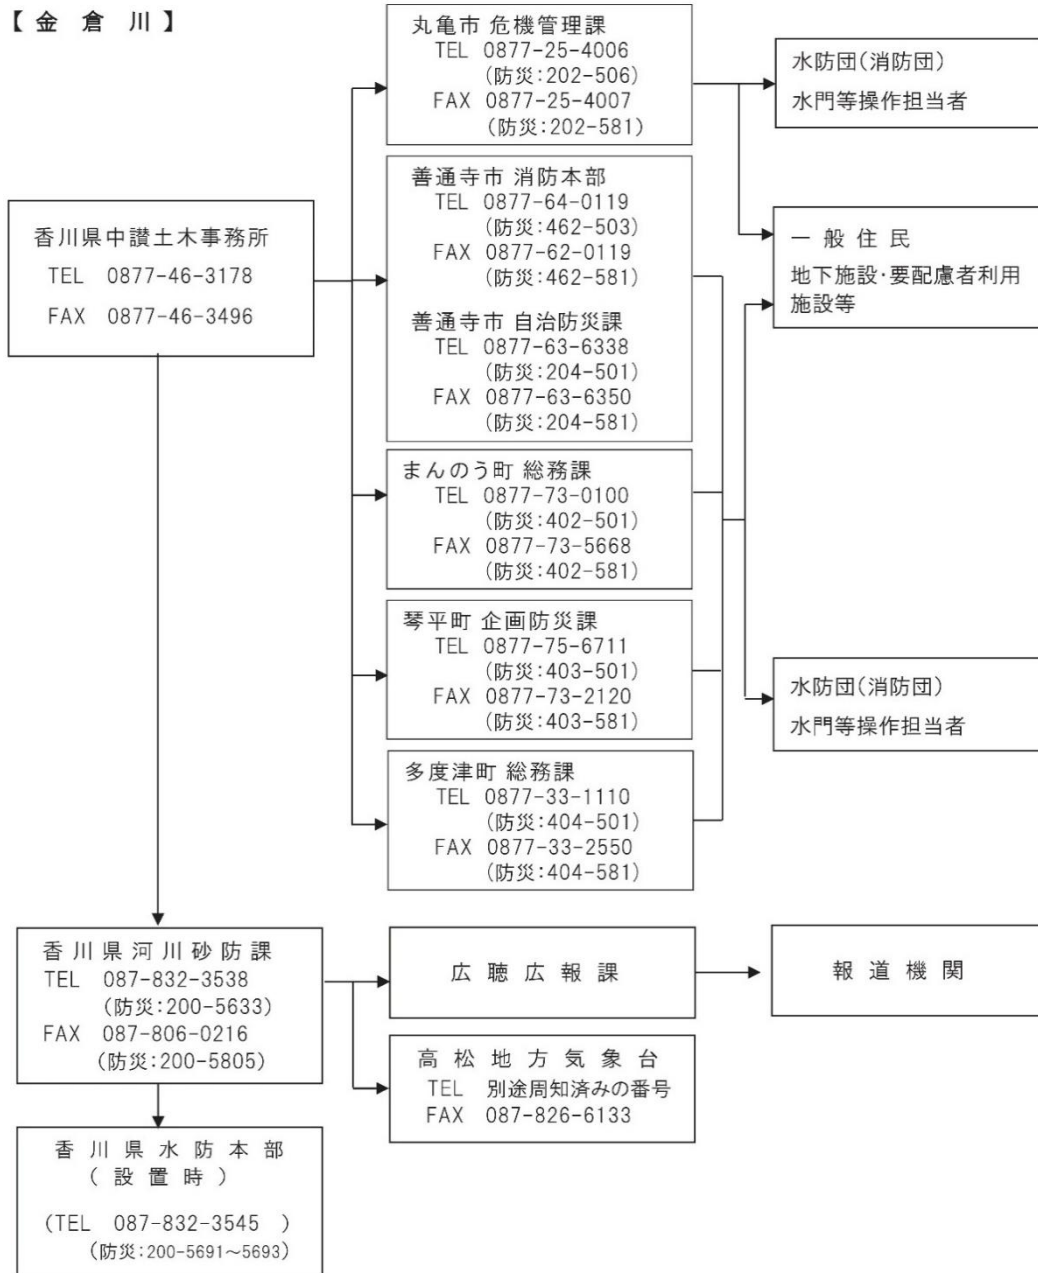 【 金 倉 川 】
丸亀市 危機管理課
TEL 0877-25-4006
(防災:202-506)
FAX 0877-25-4007
(防災:202-581)
水防団(消防団)
水門等操作担当者
善通寺市 消防本部
TEL 0877-64-0119
(防災:462-503)
FAX 0877-62-0119
(防災:462-581)
善通寺市 自治防災課
TEL 0877-63-6338
(防災:204-501)
FAX 0877-63-6350
(防災:204-581)
香川県中讃土木事務所
TEL 0877-46-3178
FAX 0877-46-3496
一 般 住 民
地下施設・要配慮者利用
施設等
まんのう町 総務課
TEL 0877-73-0100
(防災:402-501)
FAX 0877-73-5668
(防災:402-581)
琴平町 企画防災課
TEL 0877-75-6711
(防災:403-501)
FAX 0877-73-2120
(防災:403-581)
水防団(消防団)
水門等操作担当者
多度津町 総務課
TEL 0877-33-1110
(防災:404-501)
FAX 0877-33-2550
(防災:404-581)
香川県河川砂防課
TEL 087-832-3538
(防災:200-5633)
FAX 087-806-0216
(防災:200-5805)
広 聴 広 報 課
報 道 機 関
高 松 地 方 気 象 台
TEL 別途周知済みの番号
FAX 087-826-6133
香 川 県 水 防 本 部
( 設 置 時 )
(TEL 087-832-3545 )
(防災:200-5691~5693)